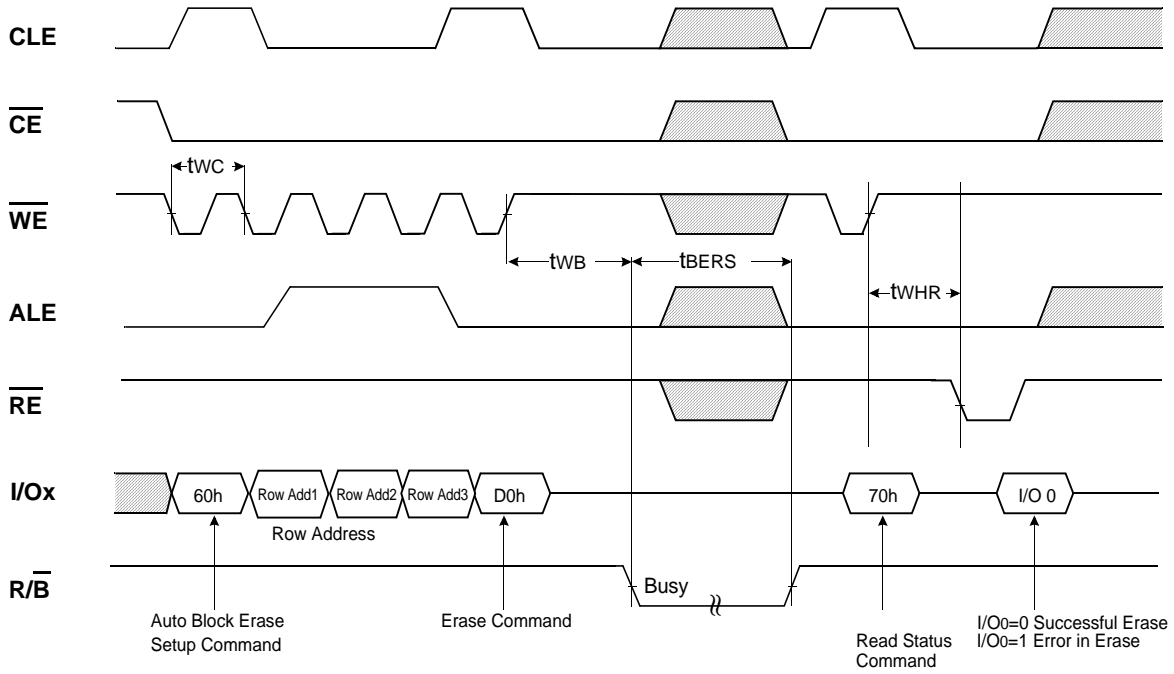 CLE
CE
tWC
WE
tWB
tBERS
tWHR
ALE
RE
I/Ox
60h
Row Add1
Row Add2
Row Add3
D0h
70h
I/O 0
Row Address
R/B
Busy
Auto Block Erase
Setup Command
Erase Command
Read Status
Command
I/O0=0 Successful Erase
I/O0=1 Error in Erase